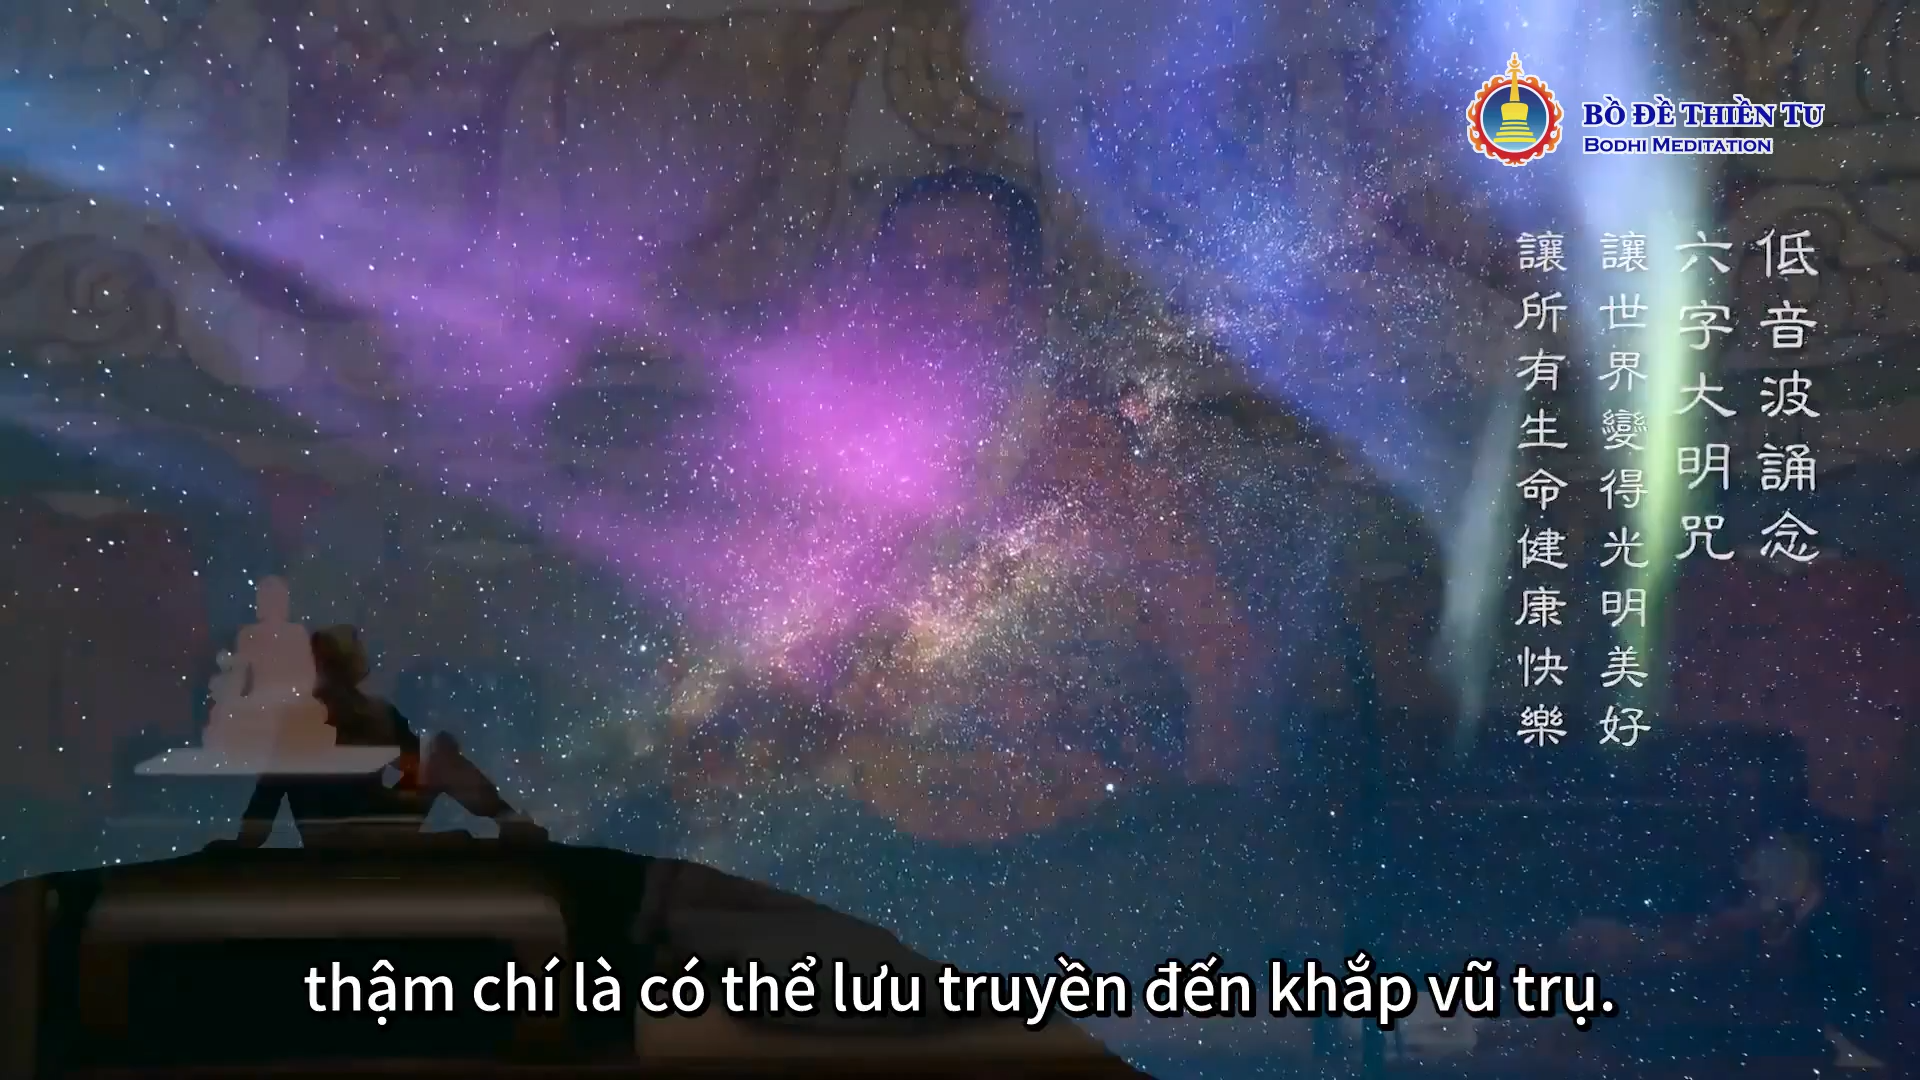 BỒ ĐỀ THIỀN TU
BODHI MEDITATION
低音波誦念
六字大明咒
讓世界變得光明美好
讓所有生命健康快樂
thậm chí là có thể lưu truyền đến khắp vũ trụ.